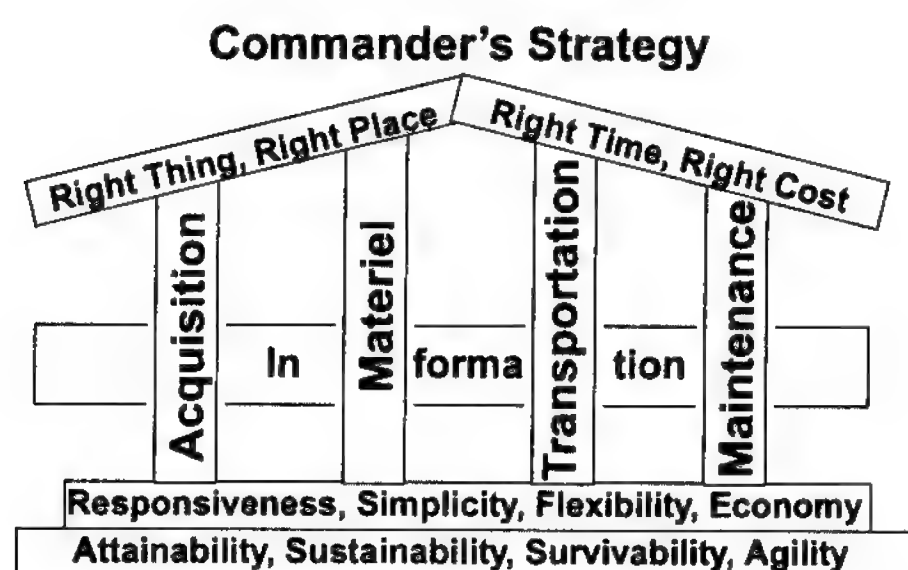 Commander's Strategy
Right Thing, Right Place
Right Time, Right Cost
Acquisition
Materiel
Transportation
Maintenance
In forma tion
Responsiveness, Simplicity, Flexibility, Economy
Attainability, Sustainability, Survivability, Agility